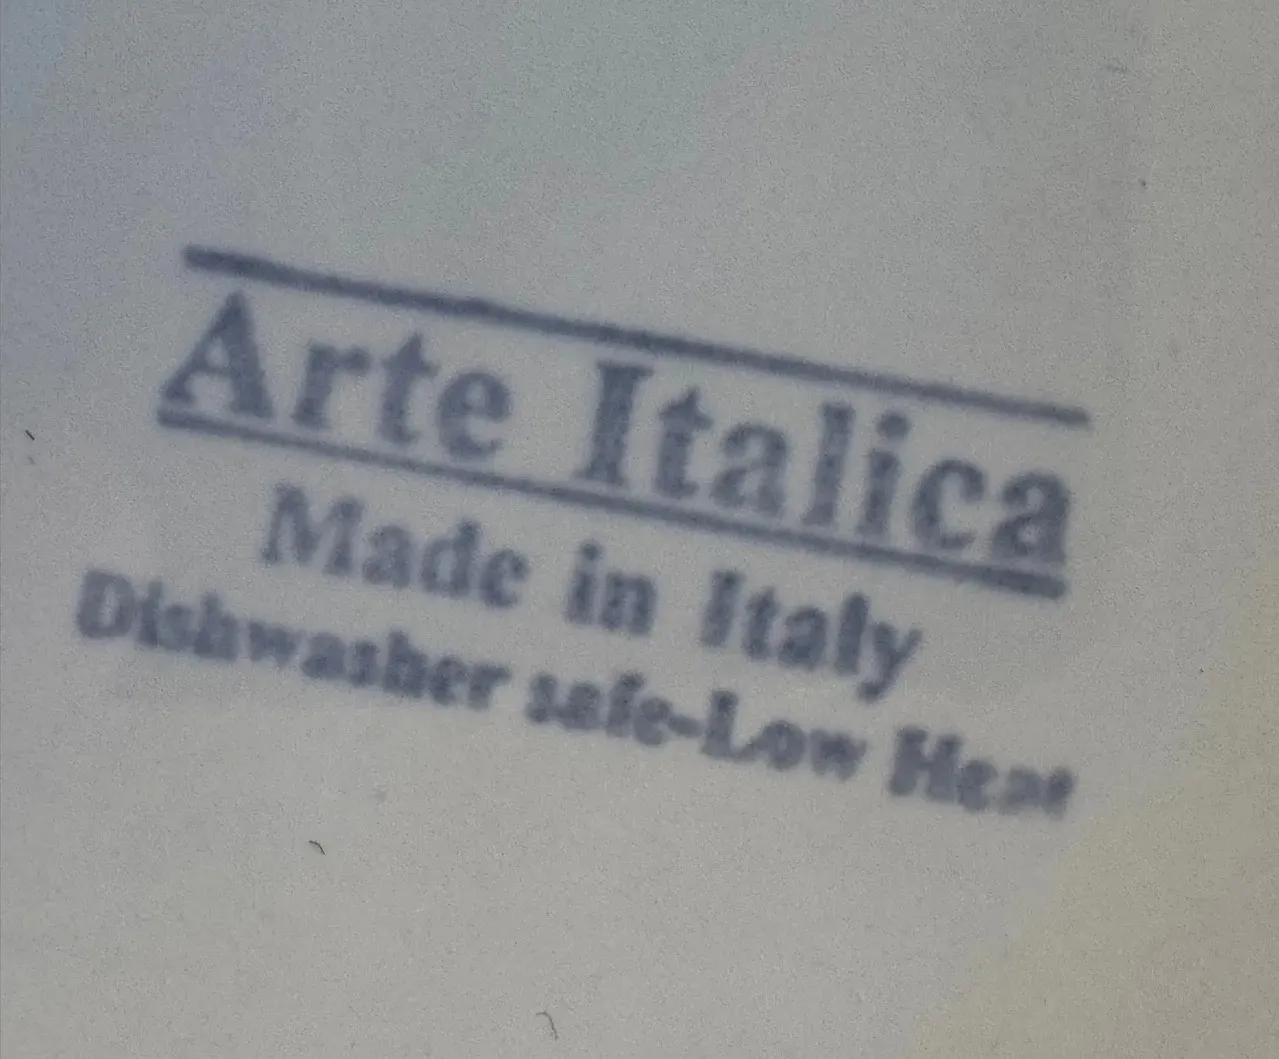 Arte Italica
Made in Italy
Dishwasher safe-Low Heat